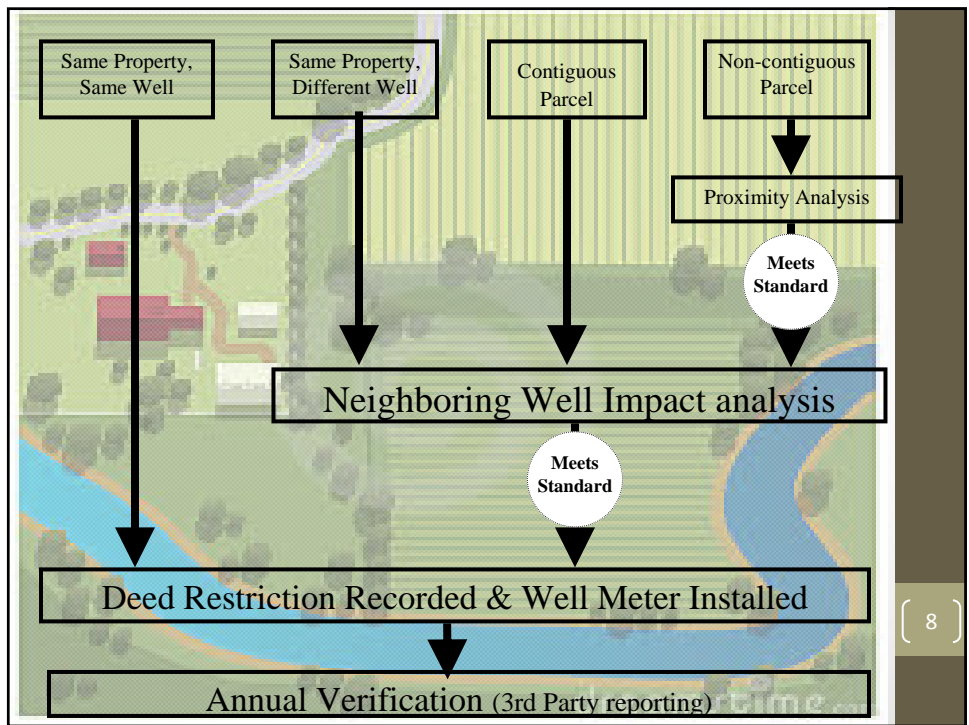 Same Property,
Same Well
Same Property,
Different Well
Contiguous
Parcel
Non-contiguous
Parcel
Proximity Analysis
Meets
Standard
Neighboring Well Impact analysis
Meets
Standard
Deed Restriction Recorded & Well Meter Installed
8
Annual Verification (3rd Party reporting)